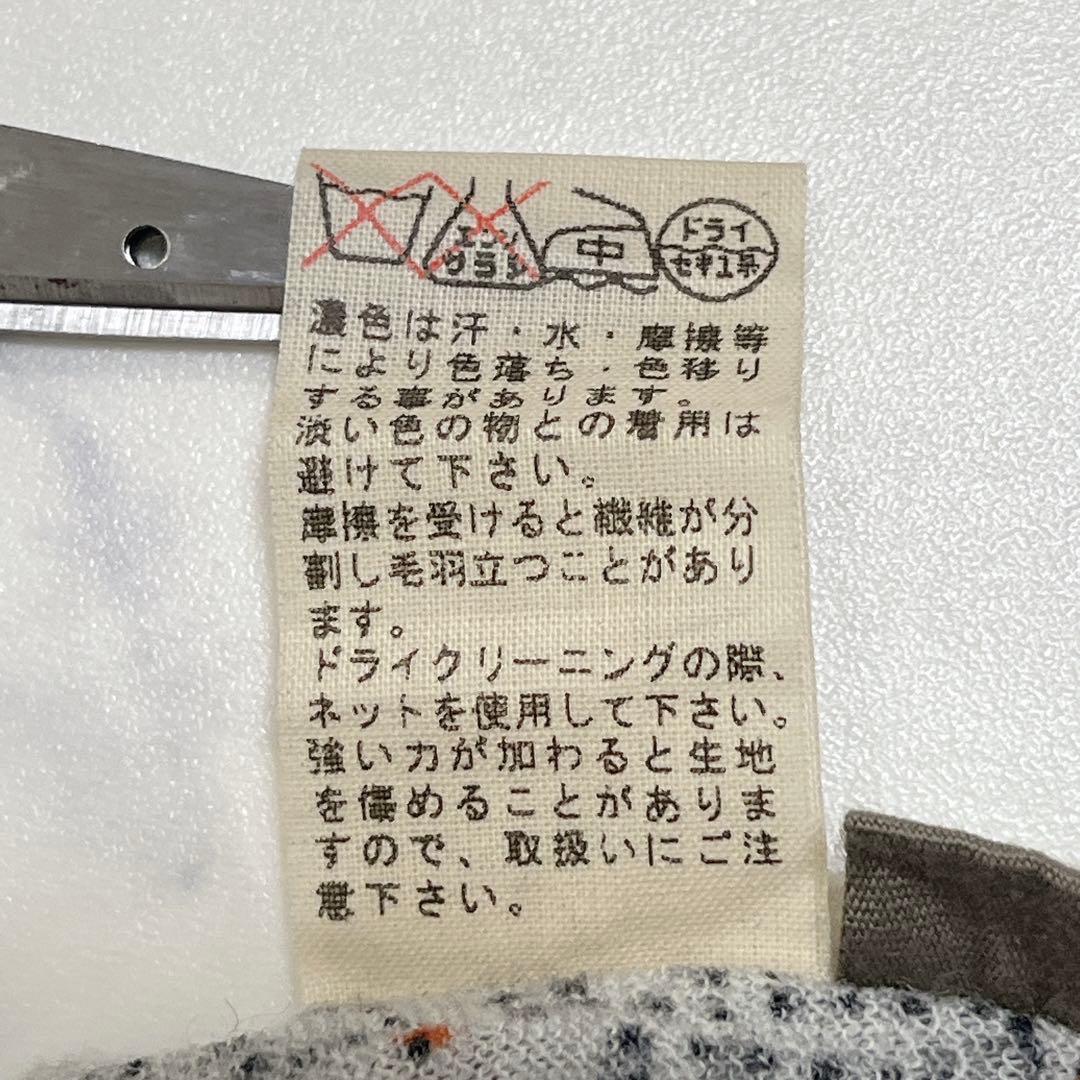 エンソ
サラシ
中
ドライ
セキユ系
濃色は汗・水・摩擦等
により色落ち・色移り
する事があります。
淡い色の物との着用は
避けて下さい。
摩擦を受けると繊維が分
割し毛羽立つことがあり
ます。
ドライクリーニングの際、
ネットを使用して下さい。
強い力が加わると生地
を傷めることがありま
すので、取扱いにご注
意下さい。